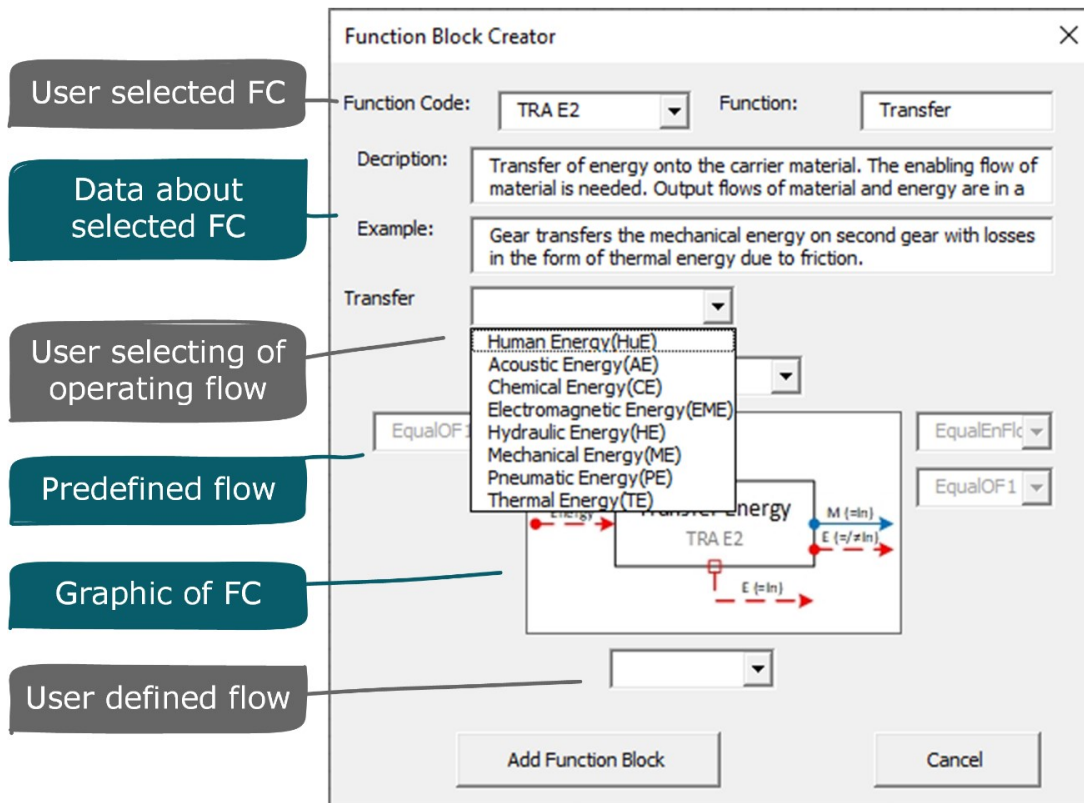 Function Block Creator
User selected FC
Function Code:
TRA E2
Function:
Transfer
Data about
selected FC
Decription:
Transfer of energy onto the carrier material. The enabling flow of
material is needed. Output flows of material and energy are in a
Example:
Gear transfers the mechanical energy on second gear with losses
in the form of thermal energy due to friction.
Transfer
User selecting of
operating flow
Human Energy(HuE)
Acoustic Energy(AE)
Chemical Energy(CE)
Electromagnetic Energy(EME)
Hydraulic Energy(HE)
Mechanical Energy(ME)
Pneumatic Energy(PE)
Thermal Energy(TE)
Predefined flow
EqualOF1
EqualEnFlo
EqualOF1
Energy
Transfer Energy
TRA E2
M (=In)
E (=/≠In)
E (=In)
Graphic of FC
User defined flow
Add Function Block
Cancel